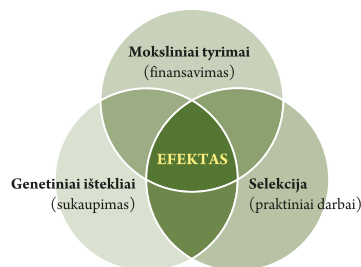 Moksliniai tyrimai
(finansavimas)
EFEKTAS
Genetiniai ištekliai
(sukaupimas)
Selekcija
(praktiniai darbai)